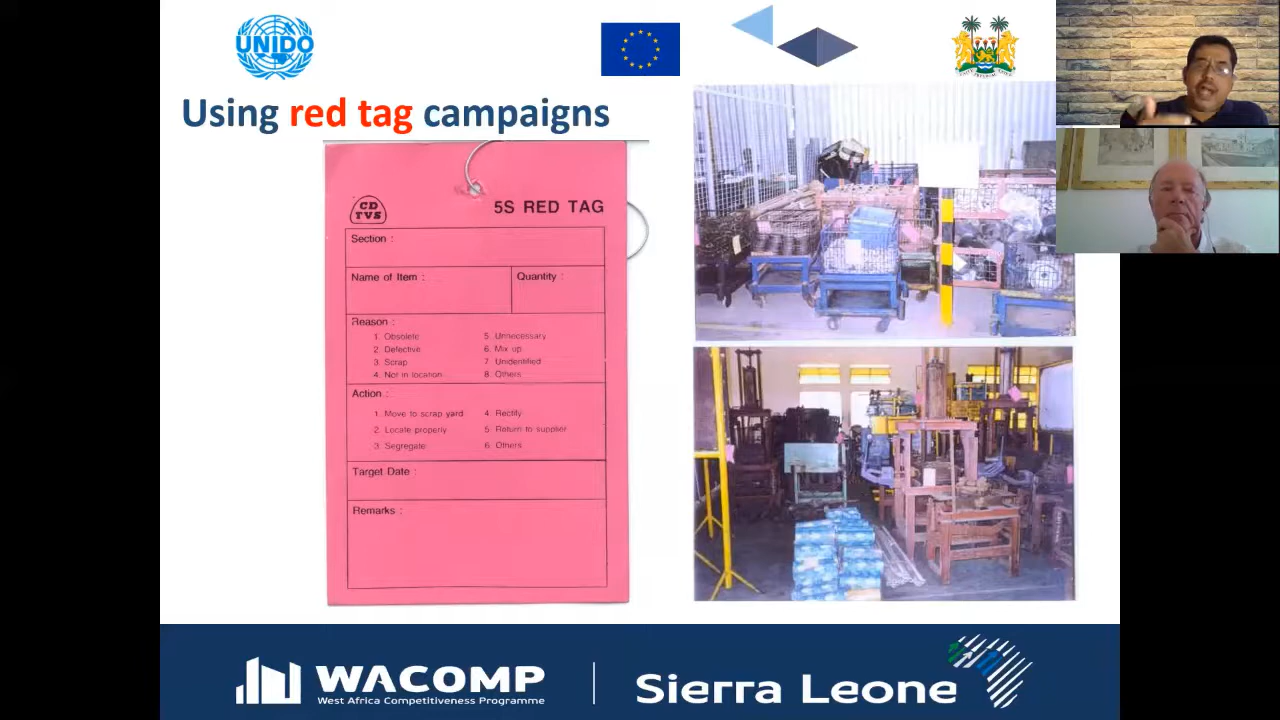 UNIDO
Using red tag campaigns
CD
TVS
5S RED TAG
Section :
Name of Item :
Quantity :
Reason :
1. Obsolete
5. Unnecessary
2. Defective
6. Mix up
3. Scrap
7. Unidentified
4. Not in location
8. Others
Action :
1. Move to scrap yard
4. Rectify
2. Locate properly
5. Return to supplier
3. Segregate
6. Others
Target Date :
Remarks :
WACOMP
West Africa Competitiveness Programme
Sierra Leone